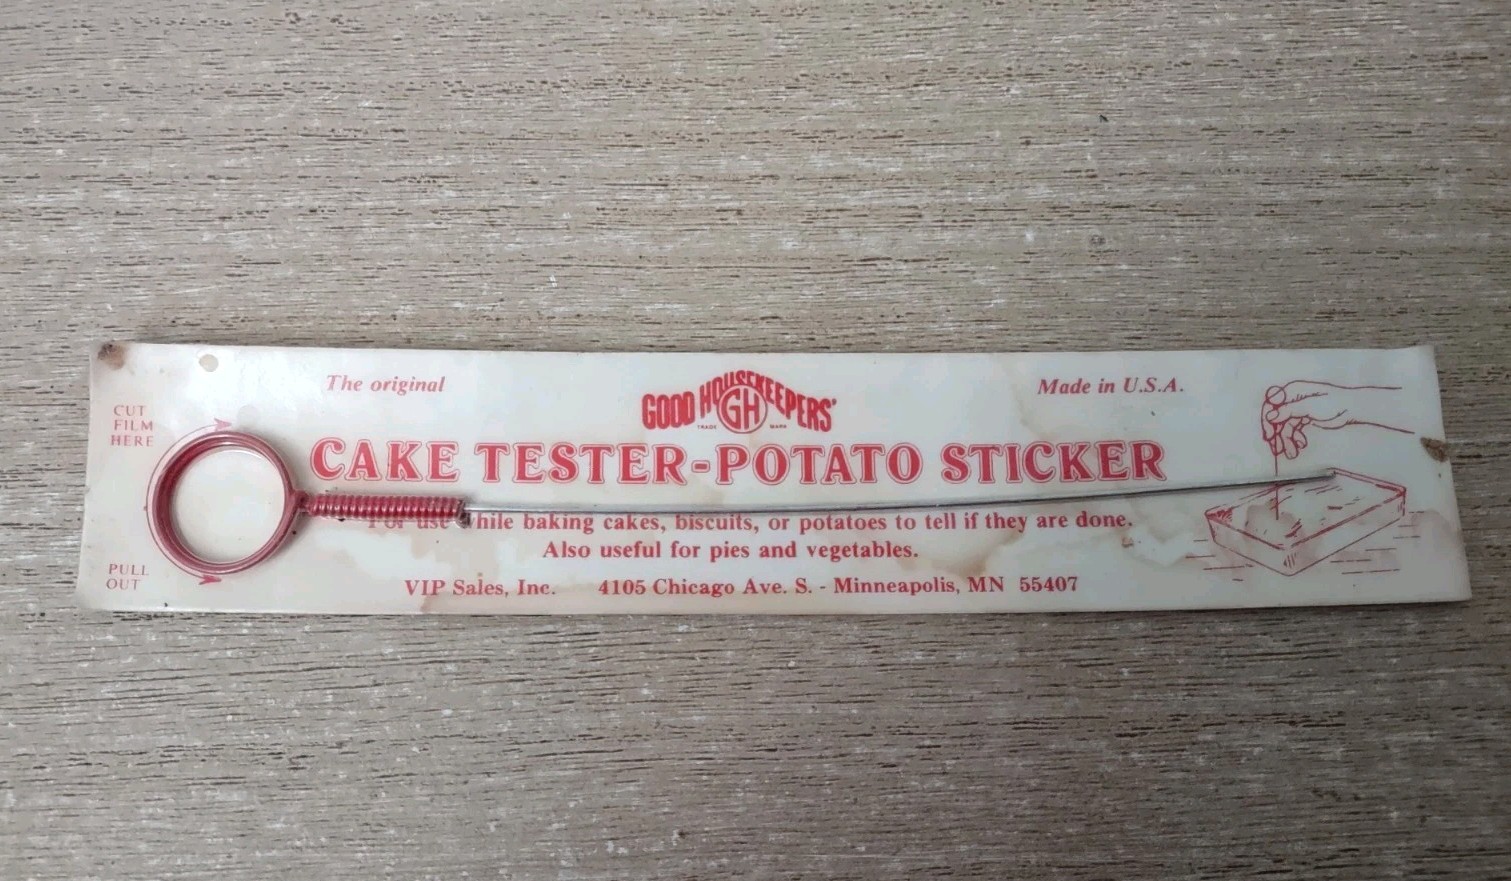 The original
GOOD HOUSEKEEPERS'
GH
TRADE MARK
Made in U.S.A.
CUT
FILM
HERE
CAKE TESTER-POTATO STICKER
For use while baking cakes, biscuits, or potatoes to tell if they are done.
Also useful for pies and vegetables.
PULL
OUT
VIP Sales, Inc. 4105 Chicago Ave. S. - Minneapolis, MN 55407